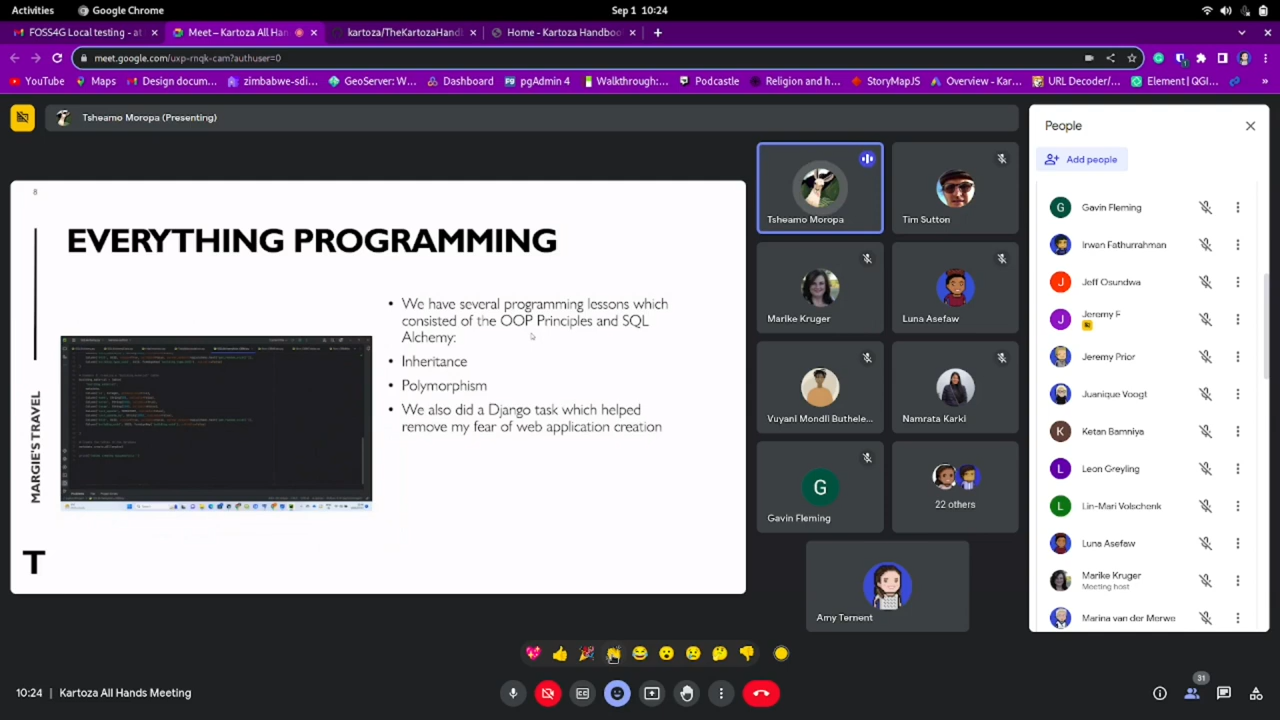 Activities
Google Chrome
Sep 1 10:24
FOSS4G Local testing - at
Meet – Kartoza All Han
kartoza/TheKartozaHandb
Home - Kartoza Handboo
meet.google.com/uxp-rnqk-cam?authuser=0
YouTube
Maps
Design docum...
zimbabwe-sdi...
GeoServer: W...
Dashboard
pgAdmin 4
Walkthrough:...
Podcastle
Religion and h...
StoryMapJS
Overview - Kar...
URL Decoder/...
Element | QGI...
Tsheamo Moropa (Presenting)
8
EVERYTHING PROGRAMMING
• We have several programming lessons which
consisted of the OOP Principles and SQL
Alchemy:
• Inheritance
• Polymorphism
• We also did a Django task which helped
remove my fear of web application creation
MARGIE'S TRAVEL
T
Tsheamo Moropa
Tim Sutton
Marike Kruger
Luna Asefaw
Vuyani Mondli Buthele...
Namrata Karki
G
Gavin Fleming
22 others
Amy Ternent
People
Add people
G
Gavin Fleming
Irwan Fathurrahman
J
Jeff Osundwa
J
Jeremy F
Jeremy Prior
Juanique Voogt
K
Ketan Bamniya
L
Leon Greyling
L
Lin-Mari Volschenk
Luna Asefaw
Marike Kruger
Meeting host
Marina van der Merwe
10:24 | Kartoza All Hands Meeting
31